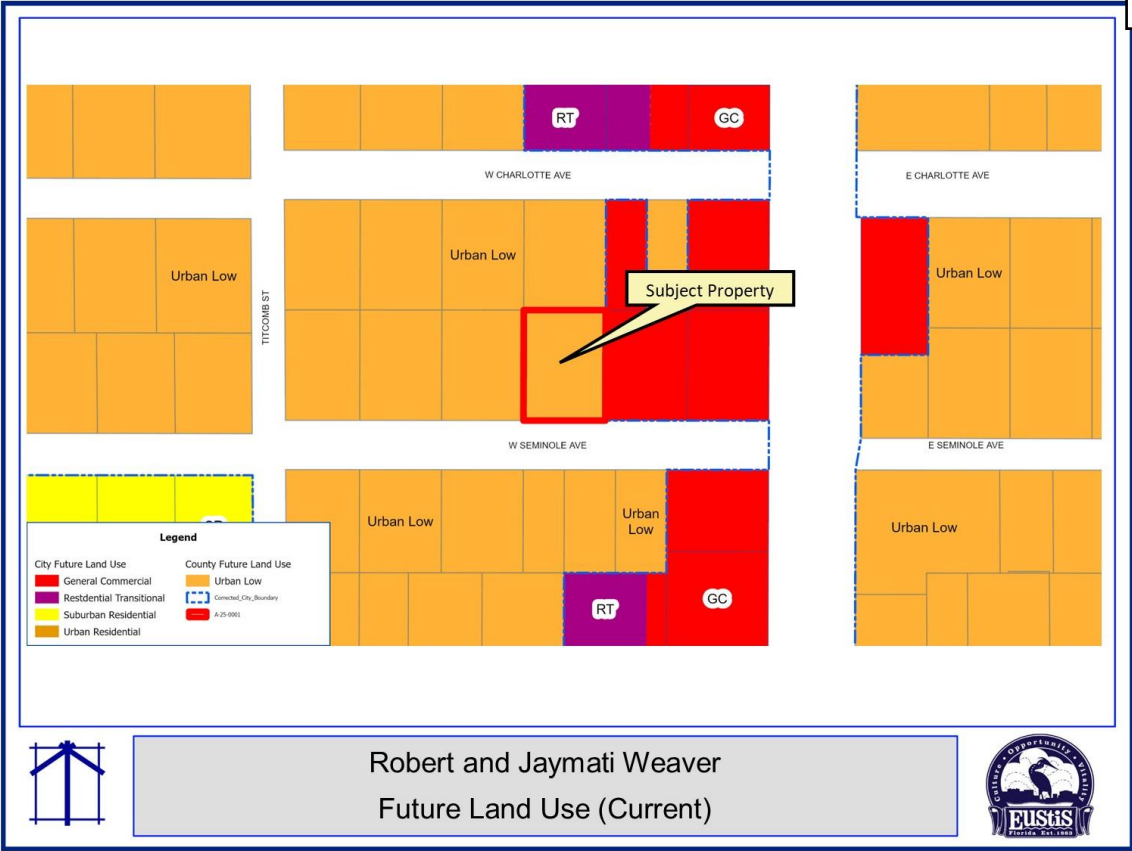 RT
GC
W CHARLOTTE AVE
E CHARLOTTE AVE
Urban Low
Urban Low
Urban Low
Subject Property
TITCOMB ST
W SEMINOLE AVE
E SEMINOLE AVE
Urban Low
Urban
Low
Urban Low
RT
GC
Legend
City Future Land Use
General Commercial
Restdential Transitional
Suburban Residential
Urban Residential
County Future Land Use
Urban Low
Corrected_City_Boundary
A-25-0001
Robert and Jaymati Weaver
Future Land Use (Current)
Culture • Opportunity • Vitality
EUStiS
Florida Est. 1883